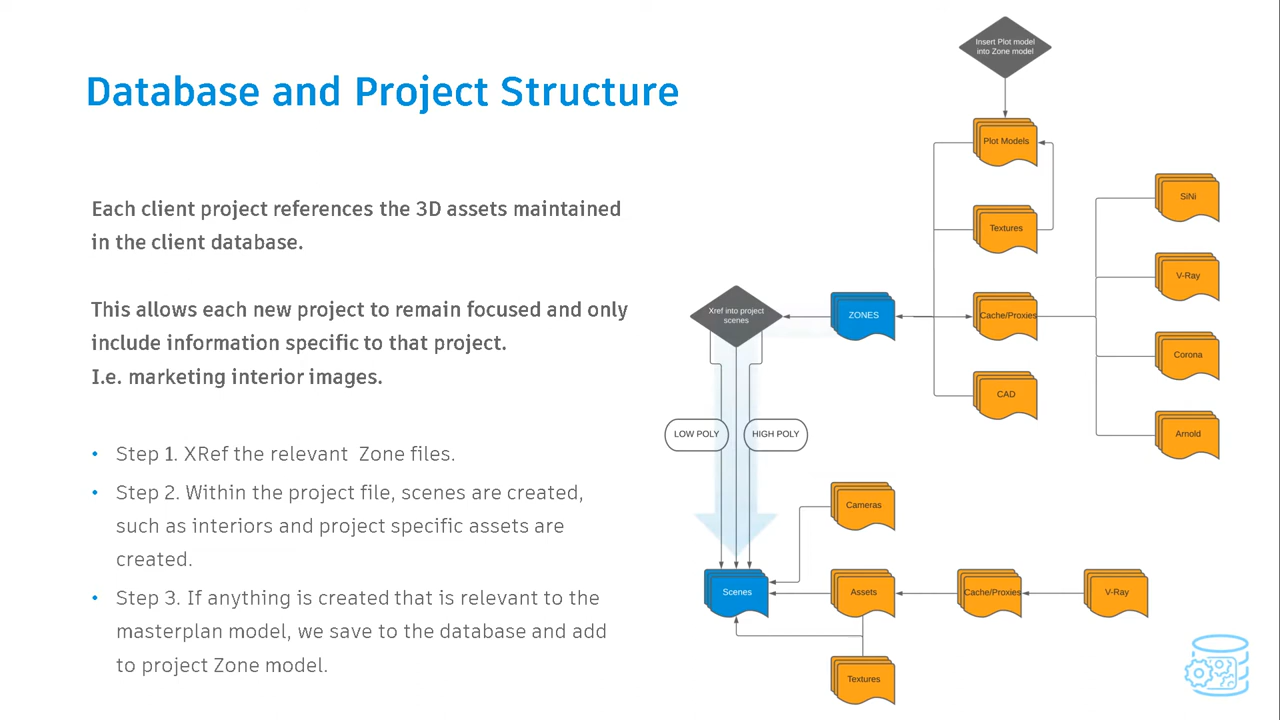 Database and Project Structure
Each client project references the 3D assets maintained
in the client database.
This allows each new project to remain focused and only
include information specific to that project.
I.e. marketing interior images.
• Step 1. XRef the relevant Zone files.
• Step 2. Within the project file, scenes are created,
such as interiors and project specific assets are
created.
• Step 3. If anything is created that is relevant to the
masterplan model, we save to the database and add
to project Zone model.
Insert Plot model
into Zone model
Plot Models
Textures
Cache/Proxies
CAD
SiNi
V-Ray
Corona
Arnold
ZONES
Xref into project
scenes
LOW POLY
HIGH POLY
Cameras
Scenes
Assets
Cache/Proxies
V-Ray
Textures